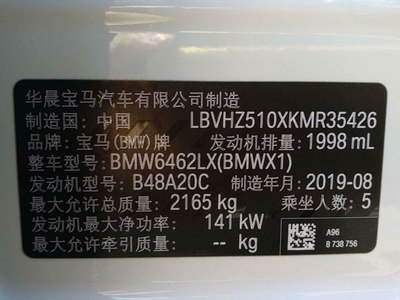 华晨宝马汽车有限公司制造
制造国: 中国 LBVHZ510XKMR35426
品牌: 宝马(BMW)牌 发动机排量: 1998 mL
整车型号: BMW6462LX(BMWX1)
发动机型号: B48A20C 制造年月: 2019-08
最大允许总质量: 2165 kg 乘坐人数: 5
发动机最大净功率: 141 kW
最大允许牵引质量: -- kg
A96
8 738 756